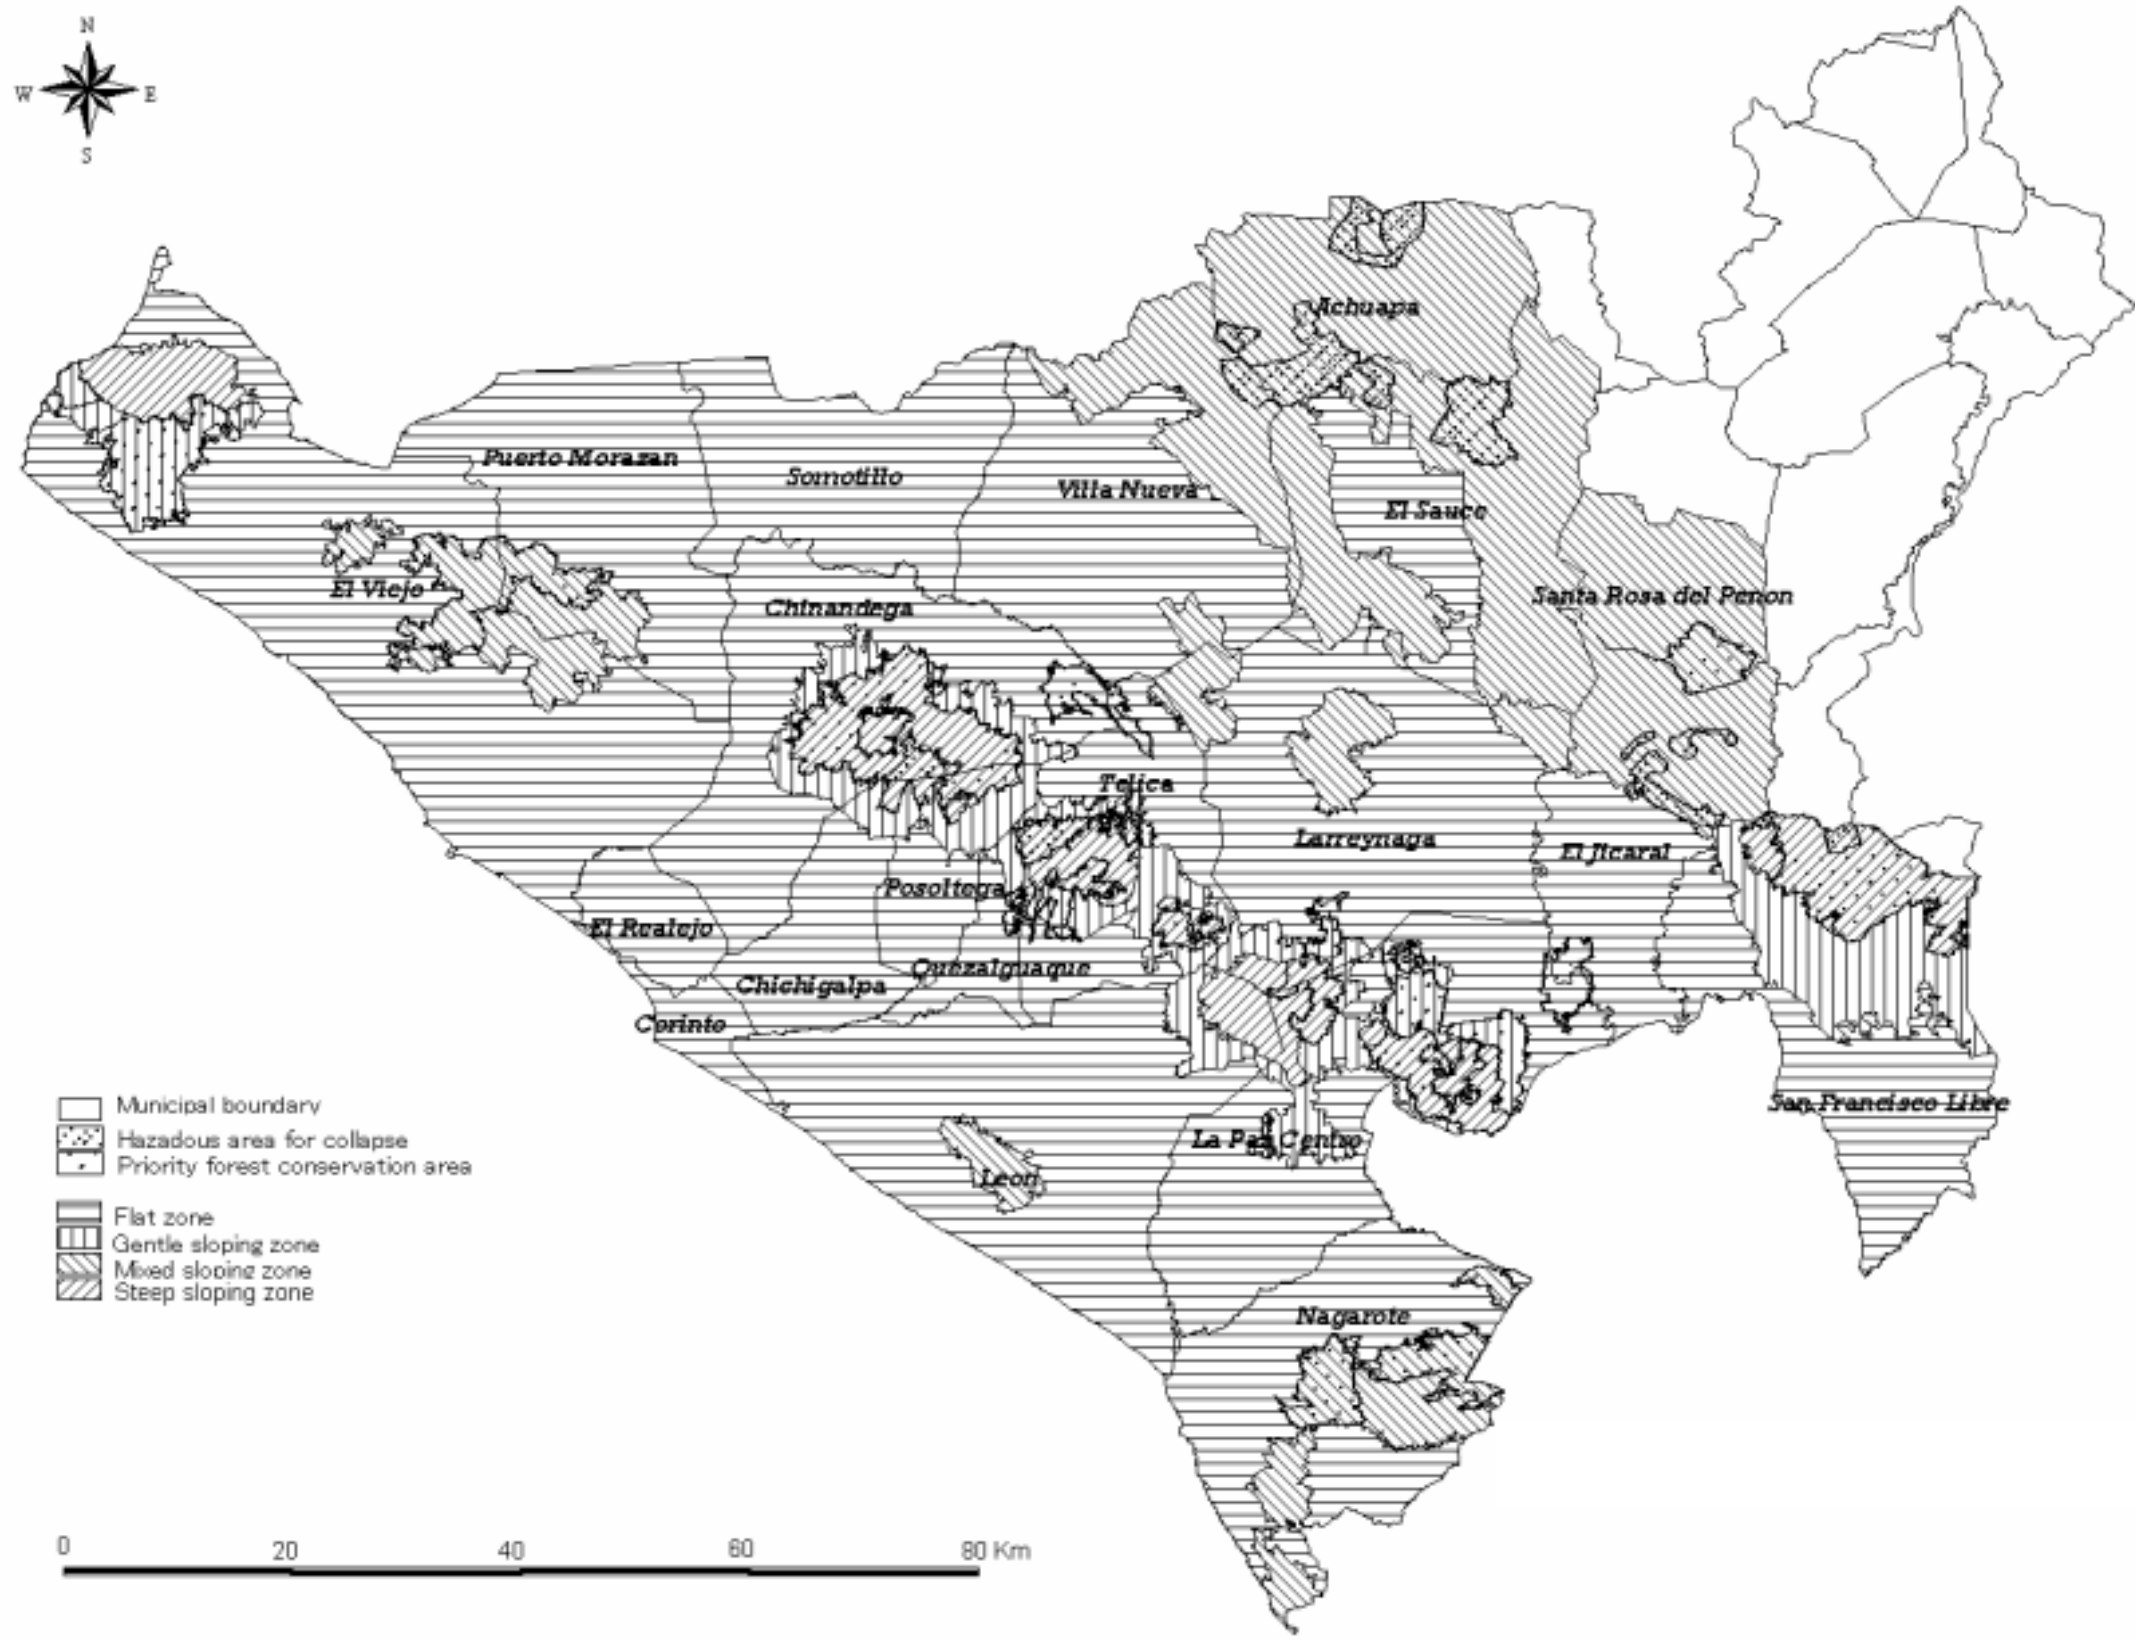 N
W E
S
Achuapa
Puerto Morazan
Somotillo
Villa Nueva
El Sauce
El Viejo
Chinandega
Santa Rosa del Penon
Telica
Larreynaga
El Jicaral
Posoltega
El Realejo
Quezalguaque
Chichigalpa
Corinto
San Francisco Libre
La Paz Centro
Leon
Nagarote
Municipal boundary
Hazadous area for collapse
Priority forest conservation area
Flat zone
Gentle sloping zone
Mixed sloping zone
Steep sloping zone
0 20 40 60 80 Km